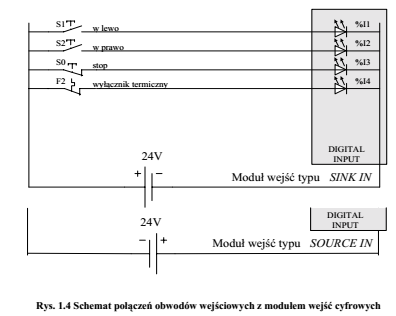 S1 w lewo %I1
S2 w prawo %I2
S0 stop %I3
F2 wyłącznik termiczny %I4
DIGITAL
INPUT
24V
+ −
Moduł wejść typu SINK IN
DIGITAL
INPUT
24V
− +
Moduł wejść typu SOURCE IN
Rys. 1.4 Schemat połączeń obwodów wejściowych z modułem wejść cyfrowych